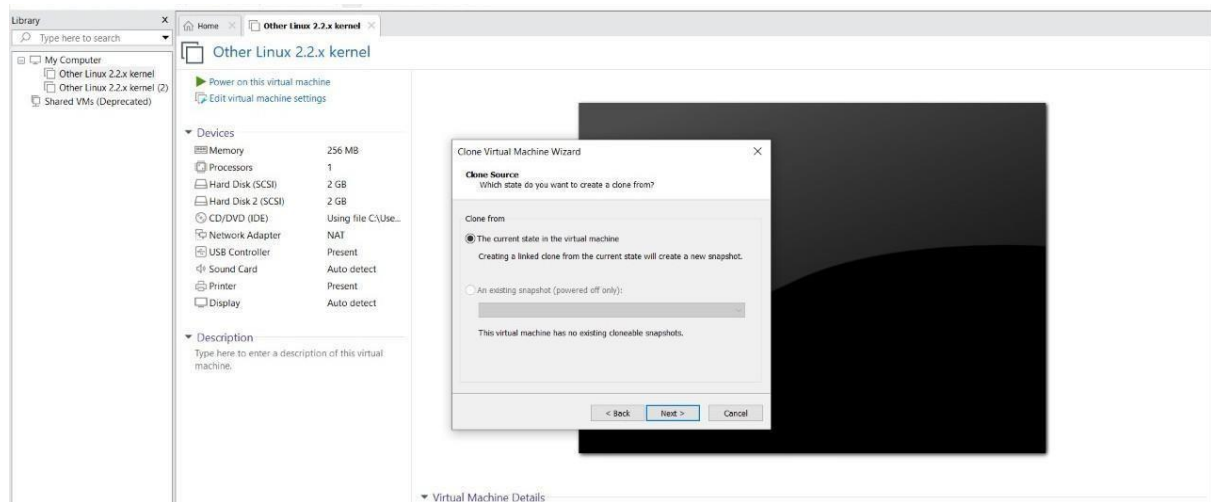 Library X
Type here to search
My Computer
Other Linux 2.2.x kernel
Other Linux 2.2.x kernel (2)
Shared VMs (Deprecated)
Home
Other Linux 2.2.x kernel
Other Linux 2.2.x kernel
Power on this virtual machine
Edit virtual machine settings
Devices
Memory 256 MB
Processors 1
Hard Disk (SCSI) 2 GB
Hard Disk 2 (SCSI) 2 GB
CD/DVD (IDE) Using file C:\Use...
Network Adapter NAT
USB Controller Present
Sound Card Auto detect
Printer Present
Display Auto detect
Description
Type here to enter a description of this virtual
machine.
Clone Virtual Machine Wizard
Clone Source
Which state do you want to create a clone from?
Clone from
The current state in the virtual machine
Creating a linked clone from the current state will create a new snapshot.
An existing snapshot (powered off only):
This virtual machine has no existing cloneable snapshots.
< Back Next > Cancel
Virtual Machine Details